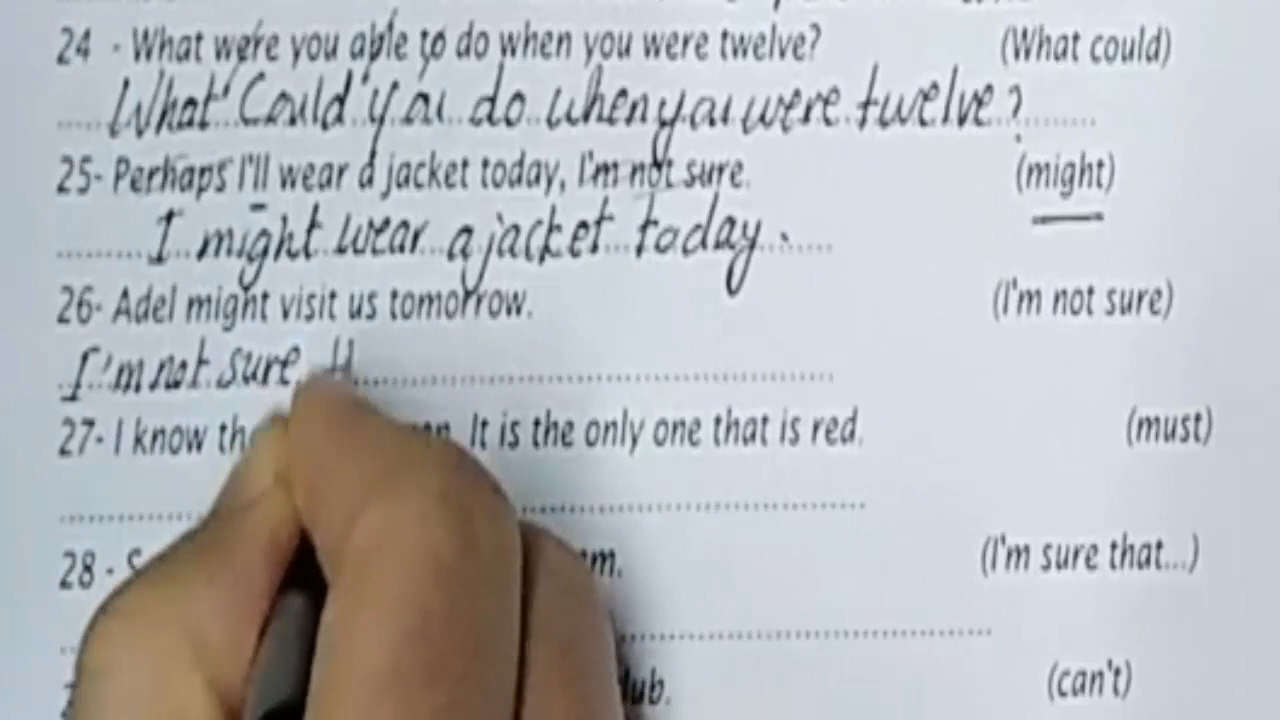 24 - What were you able to do when you were twelve? (What could)
What Could you do when you were twelve?
25- Perhaps I'll wear a jacket today, I'm not sure. (might)
I might wear a jacket today.
26- Adel might visit us tomorrow. (I'm not sure)
I'm not sure
27- I know It is the only one that is red. (must)
28 - (I'm sure that...)
(can't)